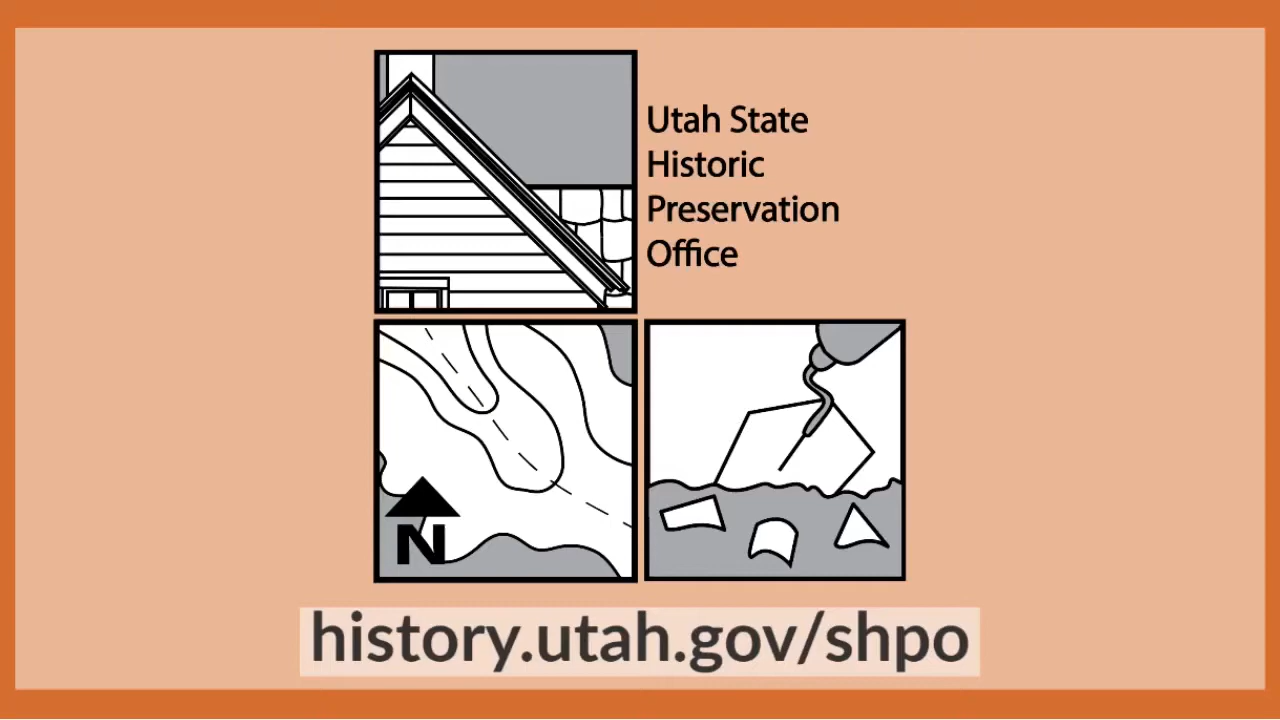 Utah State
Historic
Preservation
Office
N
history.utah.gov/shpo